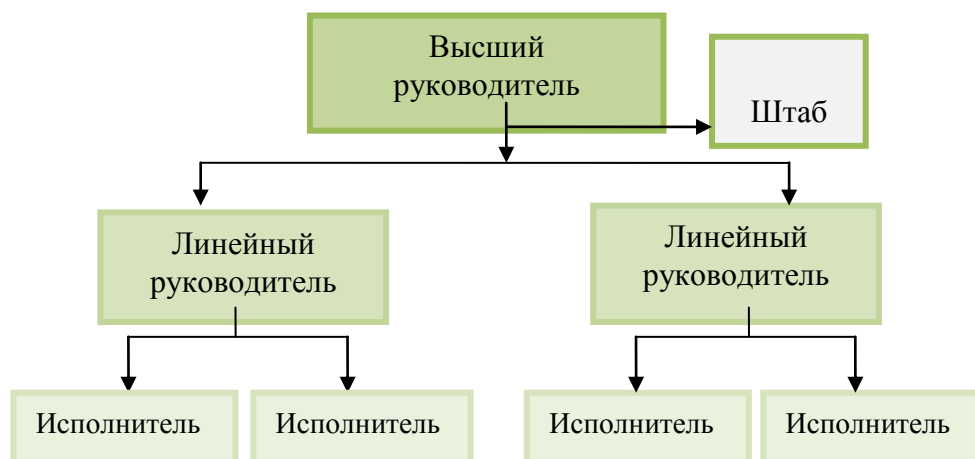 Высший
руководитель
Штаб
Линейный
руководитель
Линейный
руководитель
Исполнитель
Исполнитель
Исполнитель
Исполнитель